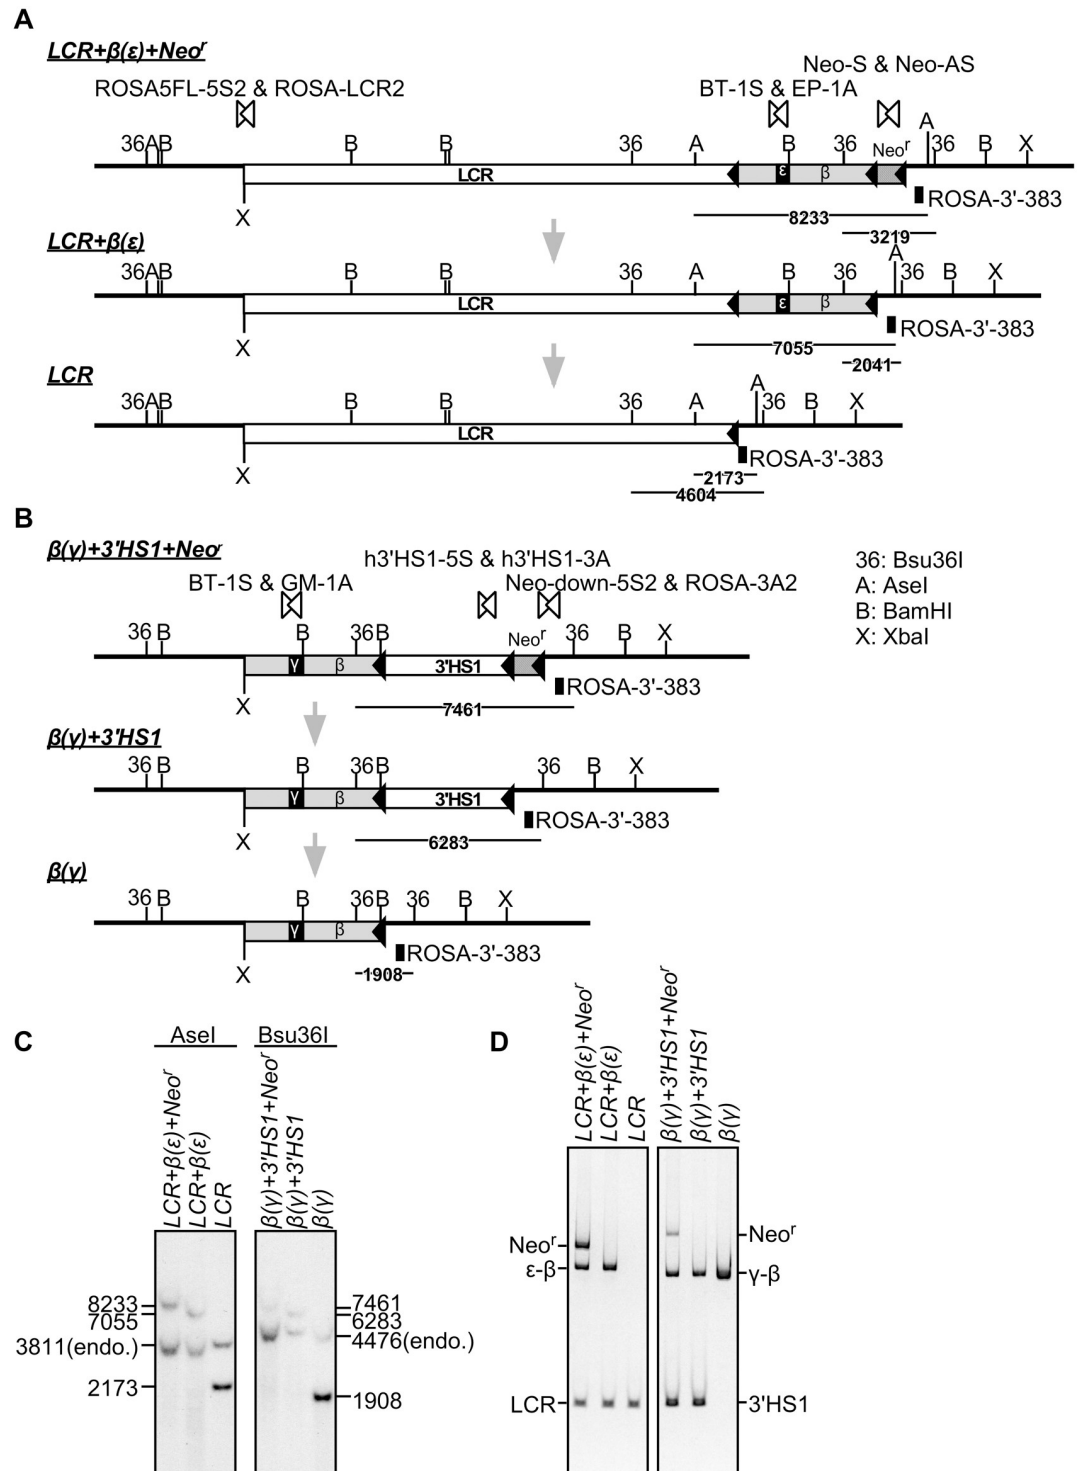 A
LCR+β(ε)+Neoʳ
Neo-S & Neo-AS
ROSA5FL-5S2 & ROSA-LCR2
BT-1S & EP-1A
A
36 A B B B 36 A B 36 Neoʳ 36 B X
LCR ε β
ROSA-3'-383
X
8233
3219
LCR+β(ε)
A
36 A B B B 36 A B 36 36 B X
LCR ε β
ROSA-3'-383
X
7055
2041
LCR
A
36 A B B B 36 A 36 B X
LCR
ROSA-3'-383
X
2173
4604
B
β(γ)+3'HS1+Neoʳ
h3'HS1-5S & h3'HS1-3A
BT-1S & GM-1A
Neo-down-5S2 & ROSA-3A2
36: Bsu36I
A: AseI
B: BamHI
X: XbaI
36 B B 36 B Neoʳ 36 B X
γ β 3'HS1
ROSA-3'-383
X
7461
β(γ)+3'HS1
36 B B 36 B 36 B X
γ β 3'HS1
ROSA-3'-383
X
6283
β(γ)
36 B B 36 B 36 B X
γ β
ROSA-3'-383
X
1908
C
AseI Bsu36I
LCR+β(ε)+Neoʳ
LCR+β(ε)
LCR
β(γ)+3'HS1+Neoʳ
β(γ)+3'HS1
β(γ)
8233
7055
3811(endo.)
2173
7461
6283
4476(endo.)
1908
D
LCR+β(ε)+Neoʳ
LCR+β(ε)
LCR
β(γ)+3'HS1+Neoʳ
β(γ)+3'HS1
β(γ)
Neoʳ
ε-β
LCR
Neoʳ
γ-β
3'HS1